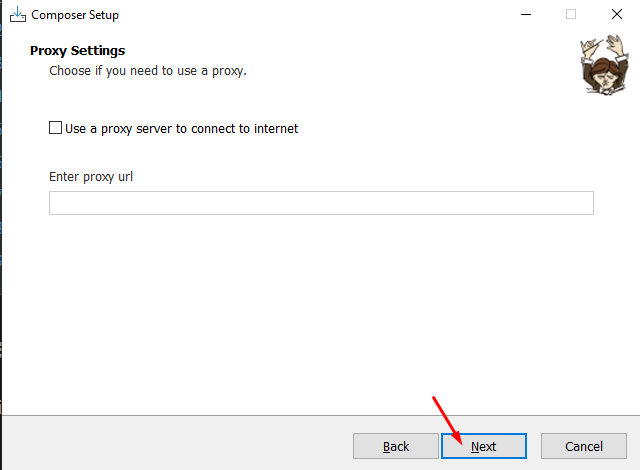 Composer Setup
Proxy Settings
Choose if you need to use a proxy.
Use a proxy server to connect to internet
Enter proxy url
Back Next Cancel